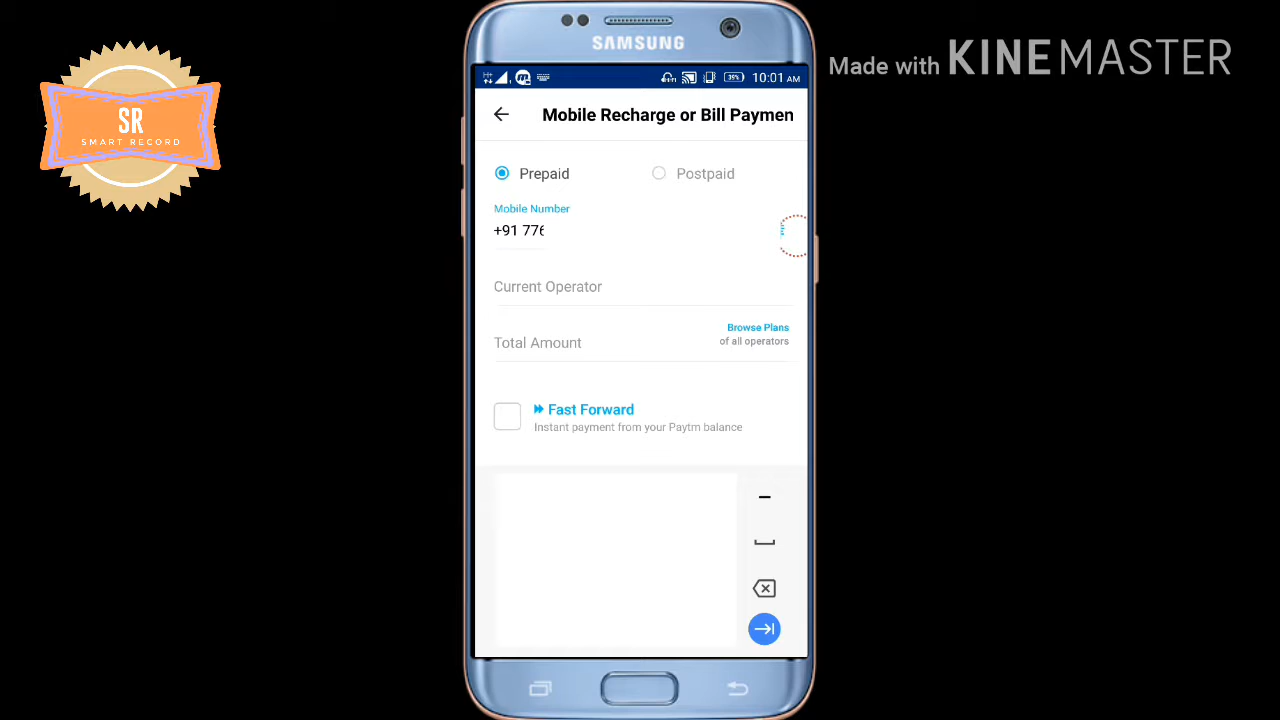 Made with KINEMASTER
SR
SMART RECORD
SAMSUNG
39%
10:01 AM
Mobile Recharge or Bill Paymen
Prepaid
Postpaid
Mobile Number
+91 776
Current Operator
Browse Plans
of all operators
Total Amount
Fast Forward
Instant payment from your Paytm balance